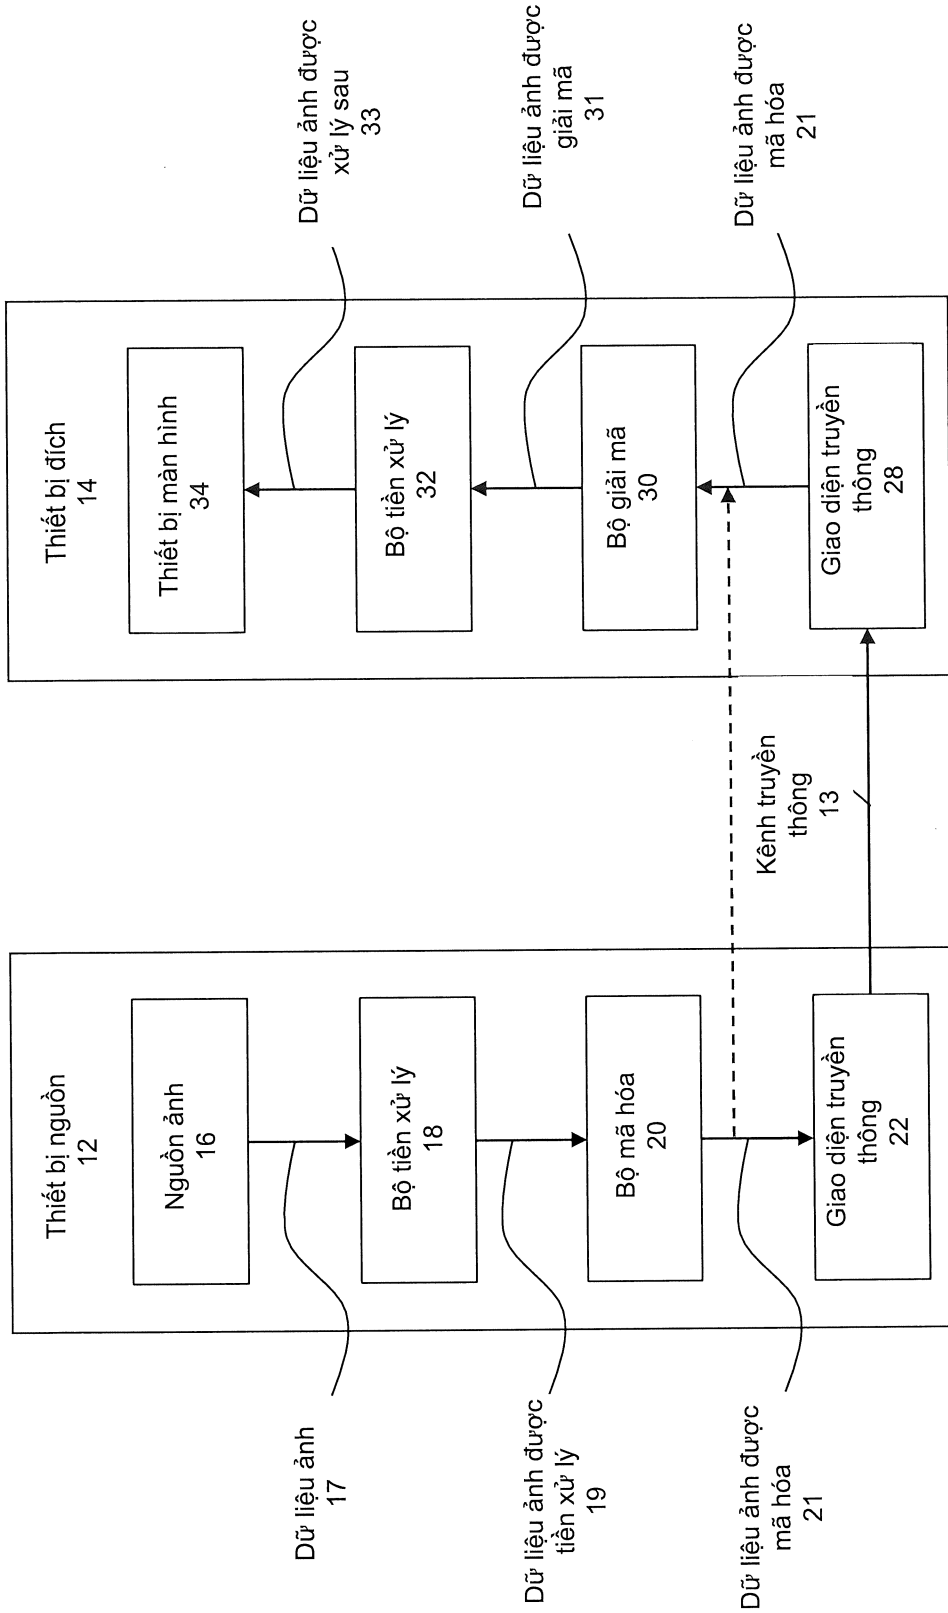 Thiết bị nguồn
12
Nguồn ảnh
16
Dữ liệu ảnh
17
Bộ tiền xử lý
18
Dữ liệu ảnh được
tiền xử lý
19
Bộ mã hóa
20
Dữ liệu ảnh được
mã hóa
21
Giao diện truyền
thông
22
Kênh truyền
thông
13
Thiết bị đích
14
Thiết bị màn hình
34
Dữ liệu ảnh được
xử lý sau
33
Bộ tiền xử lý
32
Dữ liệu ảnh được
giải mã
31
Bộ giải mã
30
Dữ liệu ảnh được
mã hóa
21
Giao diện truyền
thông
28